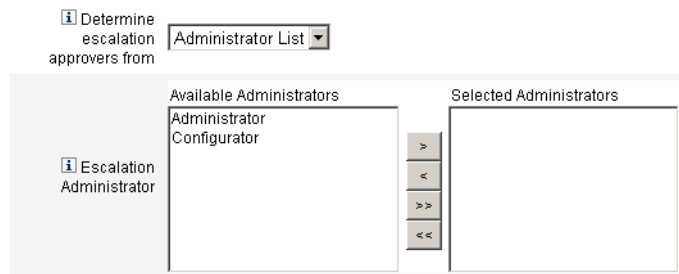 Determine
escalation
approvers from
Administrator List
Available Administrators
Selected Administrators
Administrator
Configurator
Escalation
Administrator
>
<
>>
<<